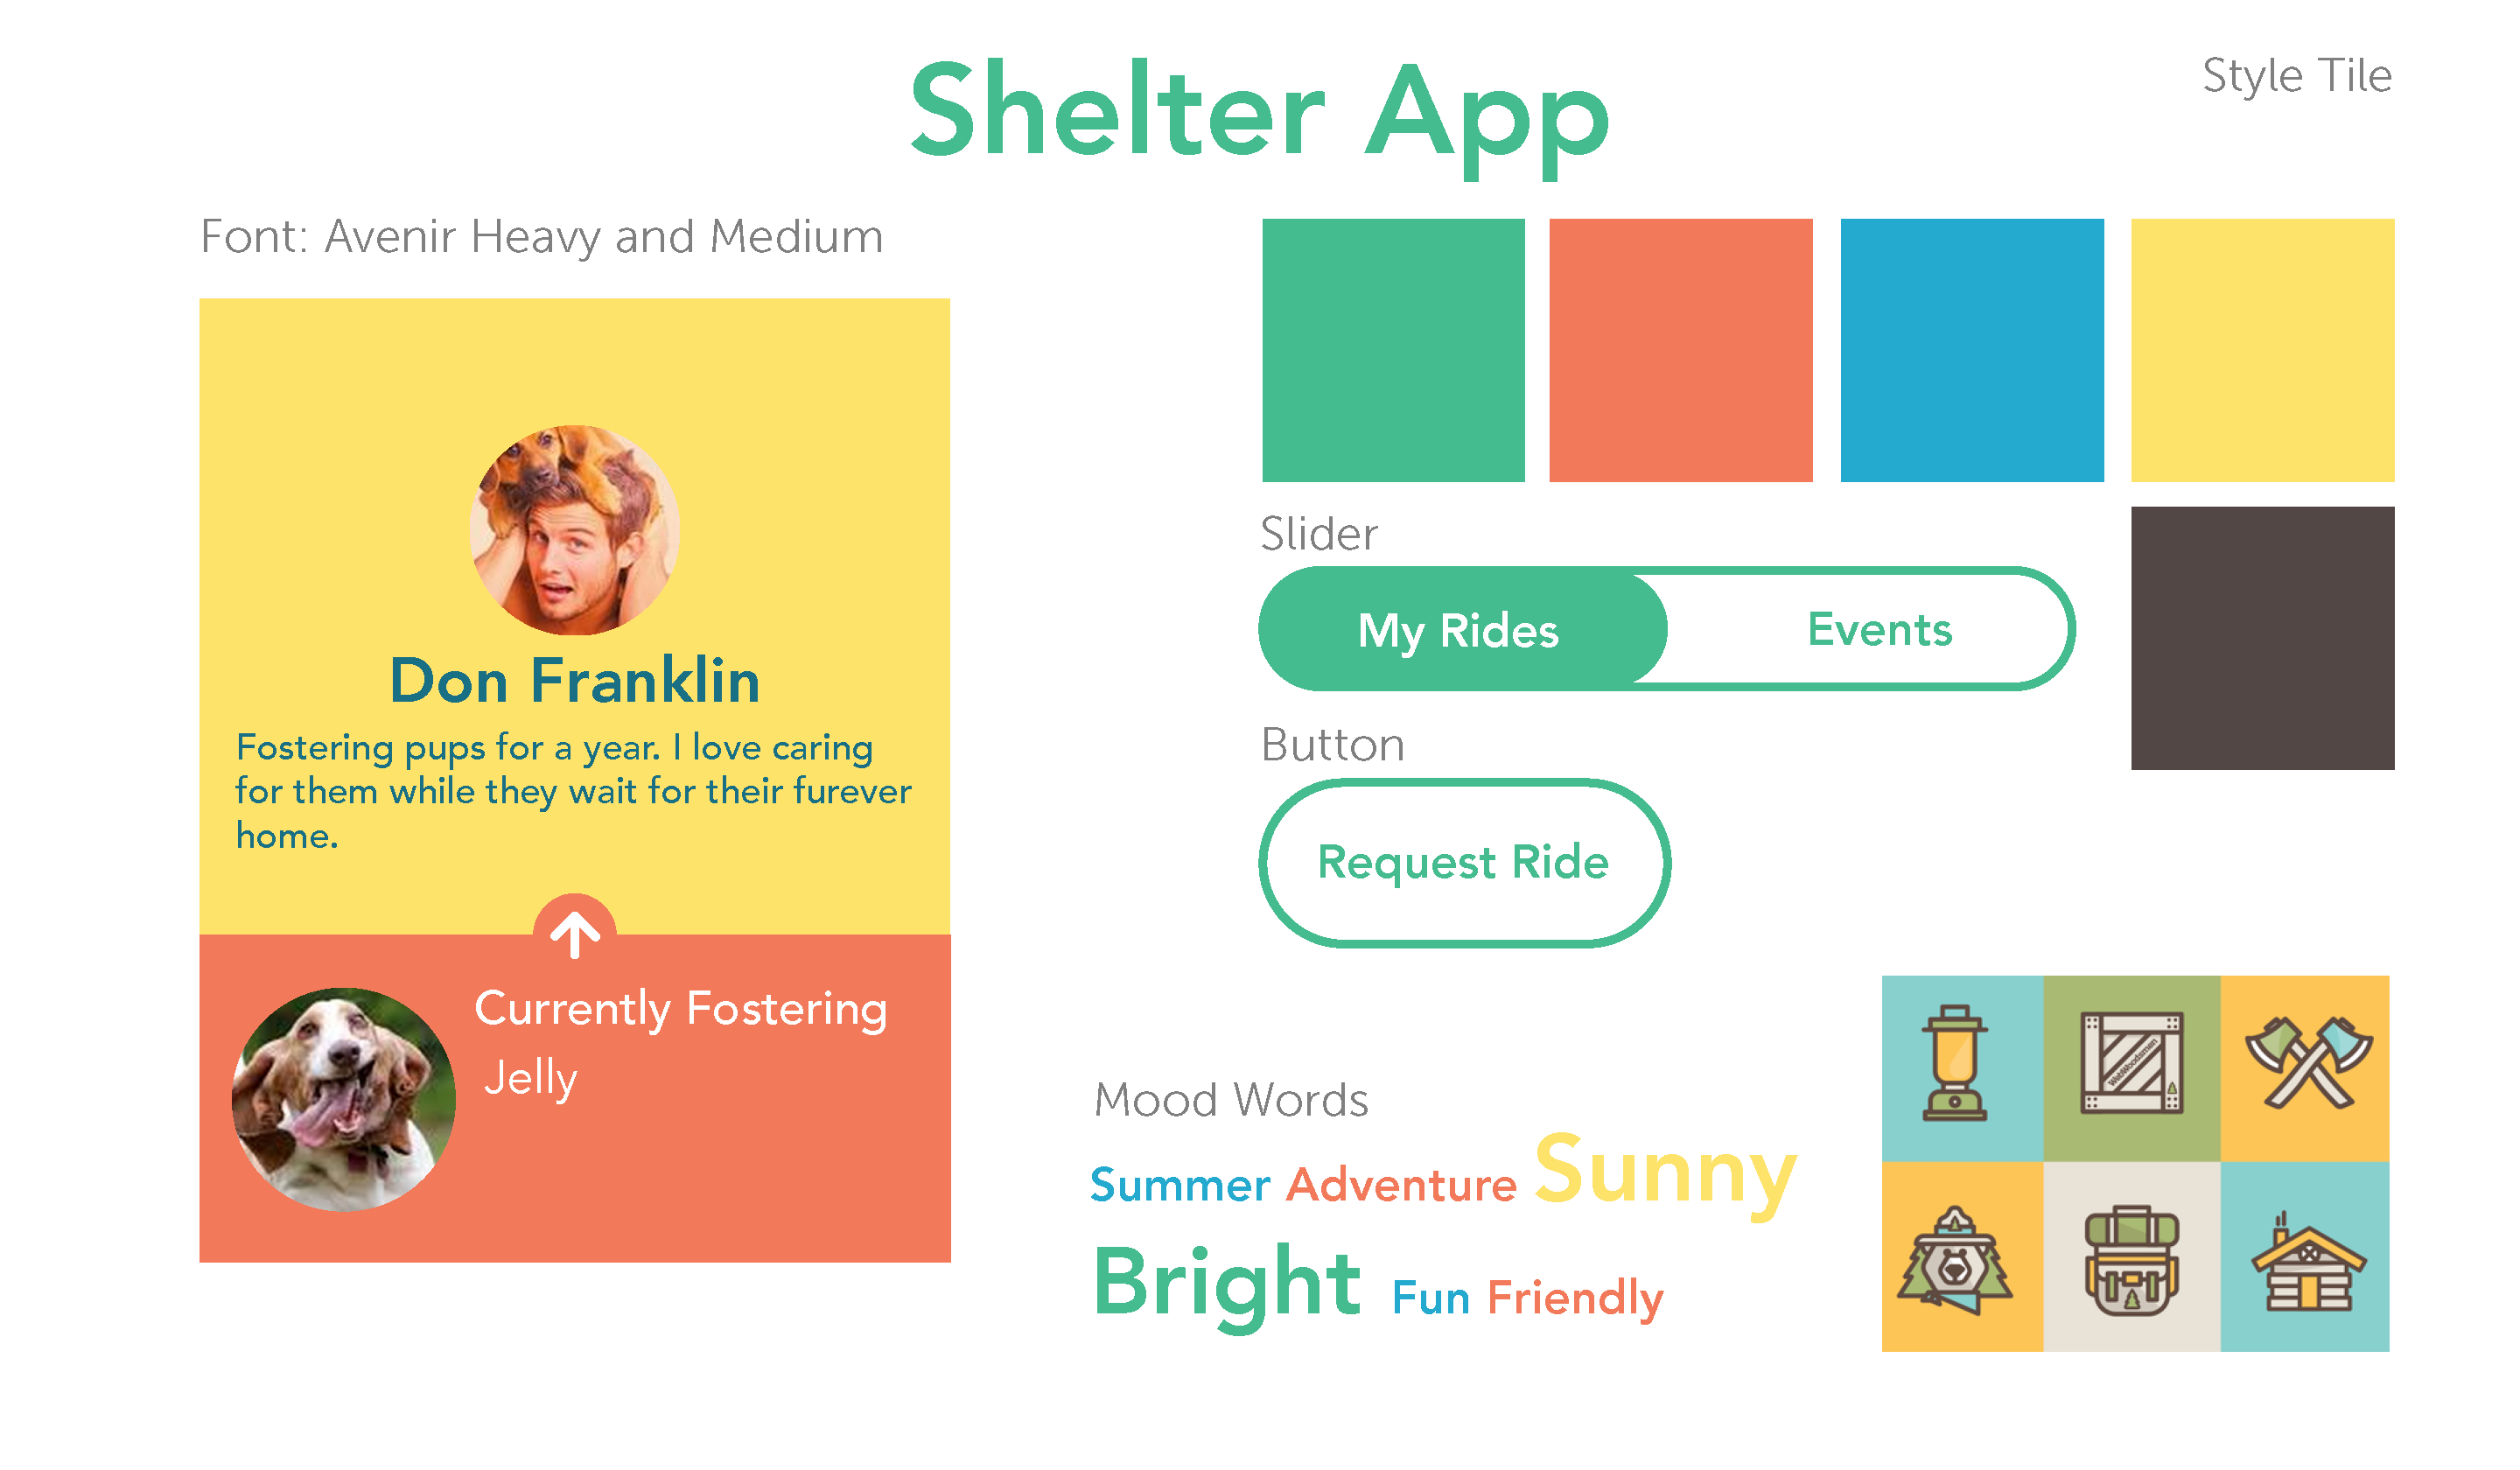 Shelter App
Style Tile
Font: Avenir Heavy and Medium
Don Franklin
Fostering pups for a year. I love caring
for them while they wait for their furever
home.
Currently Fostering
Jelly
Slider
My Rides
Events
Button
Request Ride
Mood Words
Summer Adventure Sunny
Bright Fun Friendly
WebWoodsmen